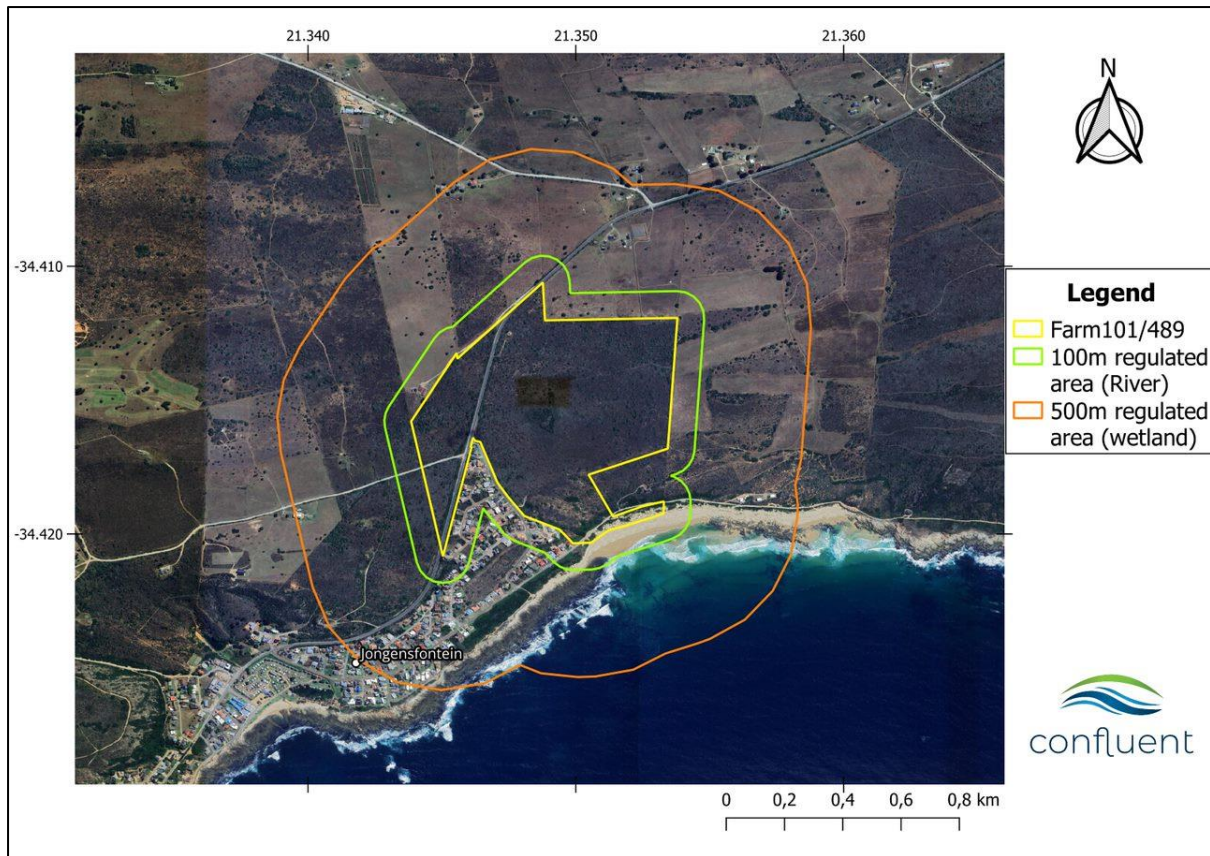 21.340
21.350
21.360
N
-34.410
-34.420
Legend
Farm101/489
100m regulated
area (River)
500m regulated
area (wetland)
Jongensfontein
confluent
0 0,2 0,4 0,6 0,8 km